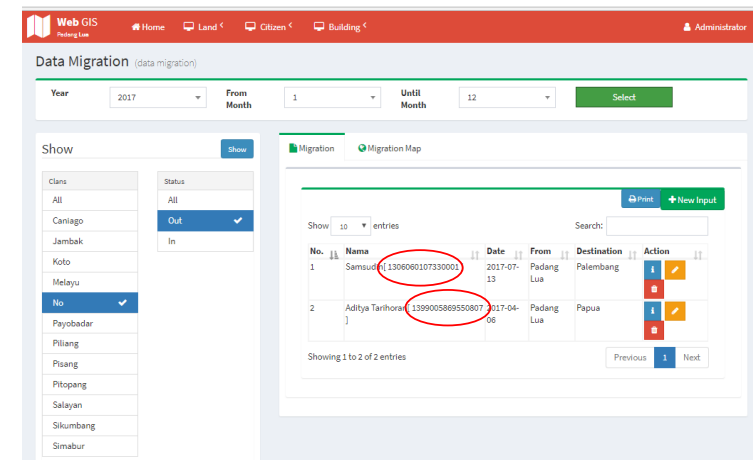 Web GIS
Padang Lua
Home
Land
Citizen
Building
Administrator
Data Migration (data migration)
Year
2017
From
Month
1
Until
Month
12
Select
Show
Show
Clans
All
Caniago
Jambak
Koto
Melayu
No
Payobadar
Piliang
Pisang
Pitopang
Salayan
Sikumbang
Simabur
Status
All
Out
In
Migration
Migration Map
Print
New Input
Show 10 entries
Search:
No. Nama Date From Destination Action
1 Samsudin[ 1306060107330001 2017-07- Padang Palembang
13 Lua
2 Aditya Tarihoran[ 1399005869550807 2017-04- Padang Papua
] 06 Lua
Showing 1 to 2 of 2 entries
Previous 1 Next